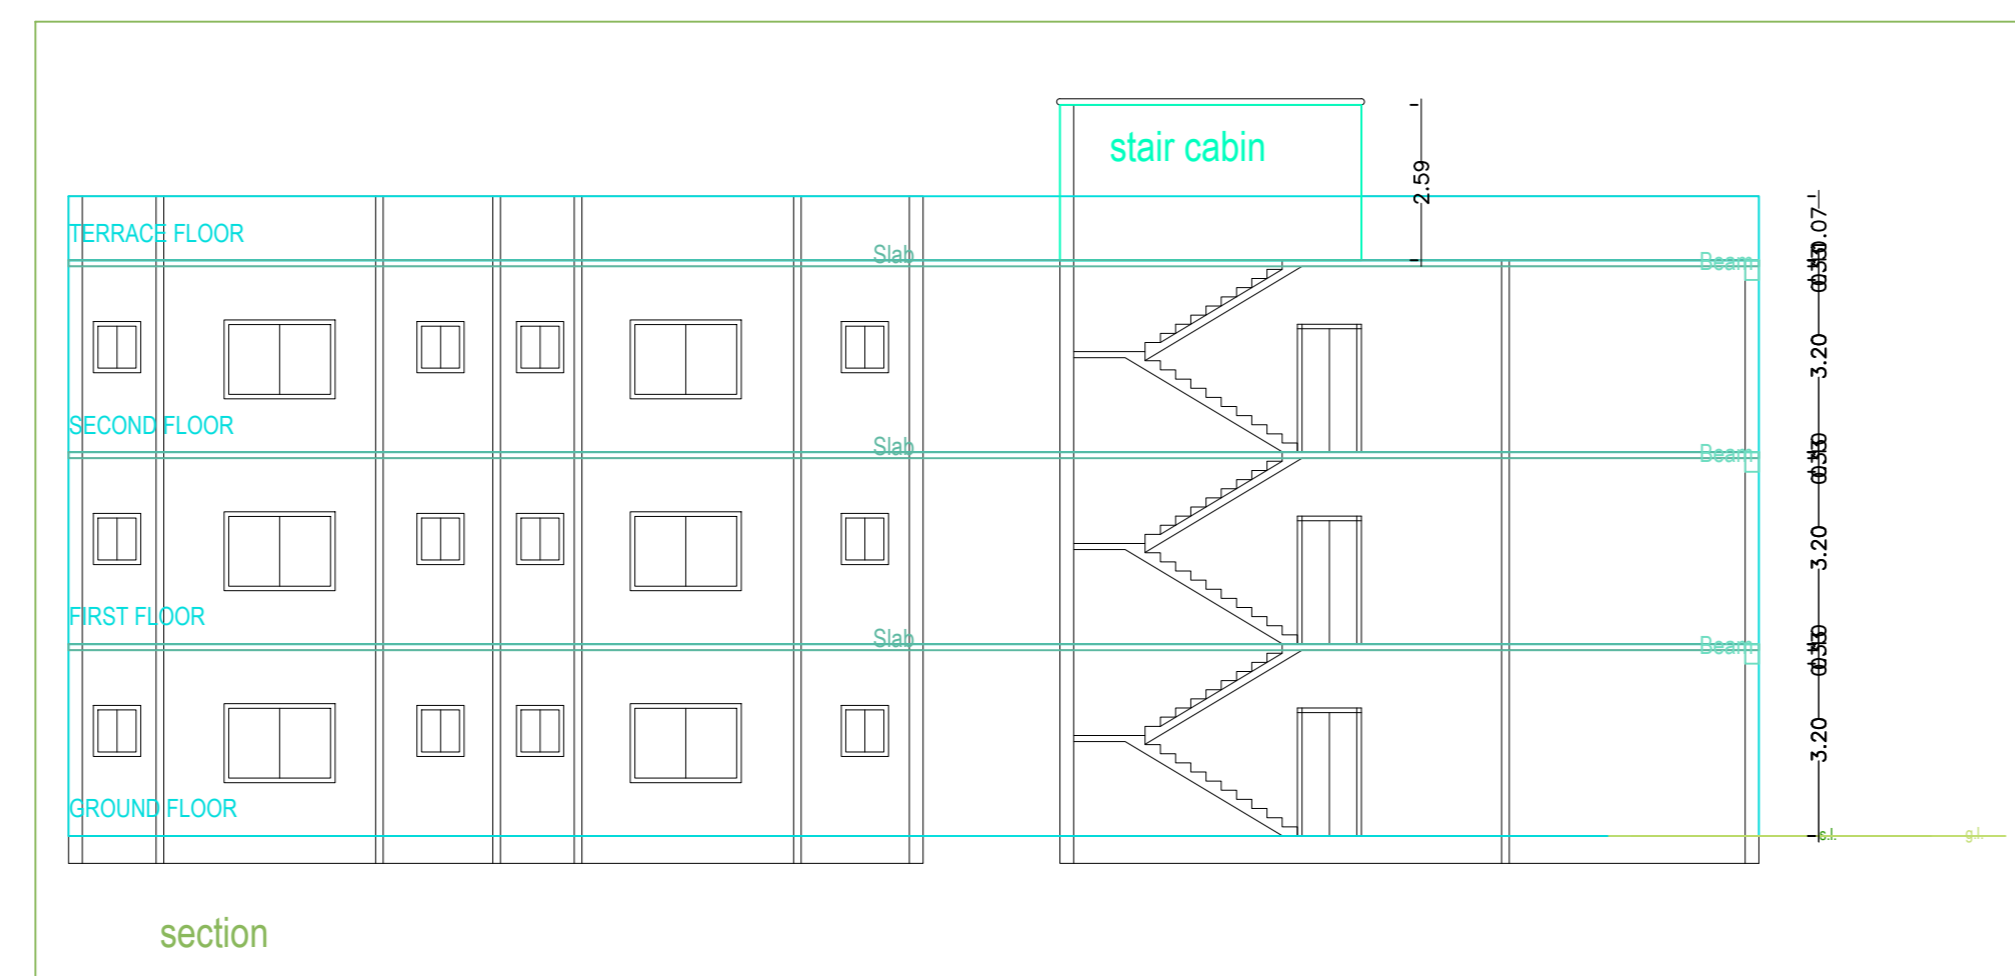 stair cabin
2.59
TERRACE FLOOR
Slab
Beam
3.20
SECOND FLOOR
Slab
Beam
3.20
FIRST FLOOR
Slab
Beam
3.20
GROUND FLOOR
g.l.
section